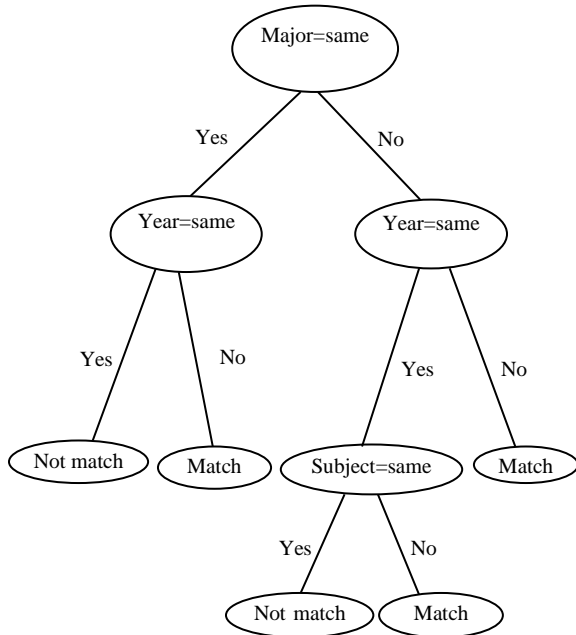 Major=same
Yes
No
Year=same
Year=same
Yes
No
Yes
No
Not match
Match
Subject=same
Match
Yes
No
Not match
Match